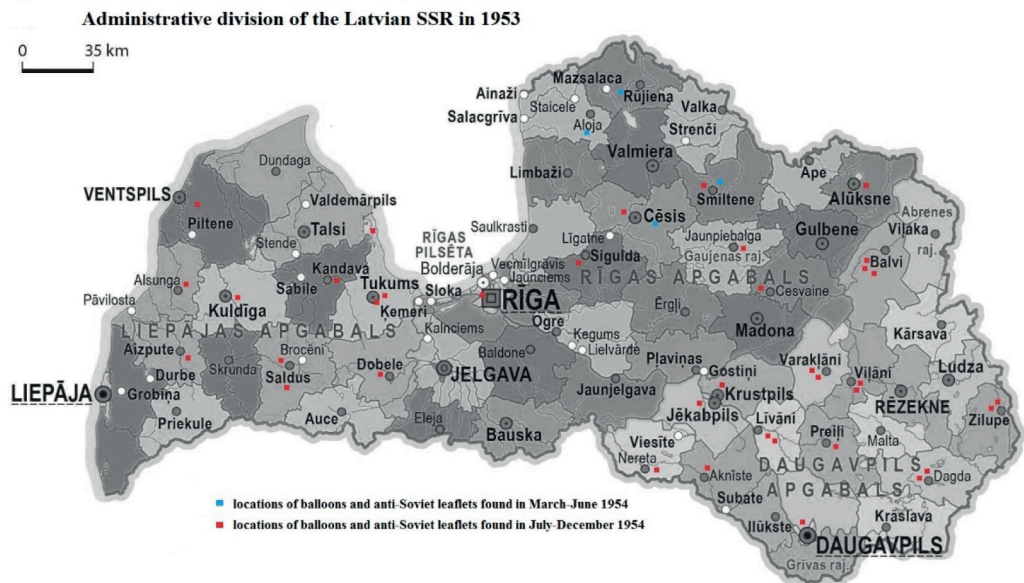 Administrative division of the Latvian SSR in 1953
0 35 km
Ainaži
Salacgrīva
Mazsalaca
Staicele
Rūjiena
Aloja
Valka
Strenči
Valmiera
Limbaži
Smiltene
Ape
Alūksne
Abrenes
raj.
Viļaka
Balvi
Gulbene
Cēsis
Līgatne
Sigulda
Jaunpiebalga
Gaujenas raj.
RĪGAS APGABALS
Cesvaine
Ērgļi
Madona
Dundaga
VENTSPILS
Piltene
Valdemārpils
Talsi
Stende
Sabile
Kandava
Alsunga
Kuldīga
Pāvilosta
Tukums
Ķemeri
LIEPĀJAS APGABALS
Aizpute
Durbe
Skrunda
Brocēni
Saldus
Dobele
LIEPĀJA
Grobiņa
Priekule
Auce
Saulkrasti
RĪGAS
PILSĒTA
Bolderāja
Vecmīlgrāvis
Jaunciems
Sloka
RĪGA
Kalnciems
Ogre
Ķegums
Lielvārde
Baldone
JELGAVA
Jaunjelgava
Eleja
Bauska
Pļaviņas
Gostiņi
Krustpils
Jēkabpils
Viesīte
Nereta
Aknīste
Subate
Ilūkste
Varakļāni
Viļāni
Līvāni
Preiļi
Malta
RĒZEKNE
Kārsava
Ludza
Zilupe
Dagda
DAUGAVPILS
APGABALS
Krāslava
DAUGAVPILS
Grīvas raj.
locations of balloons and anti-Soviet leaflets found in March-June 1954
locations of balloons and anti-Soviet leaflets found in July-December 1954